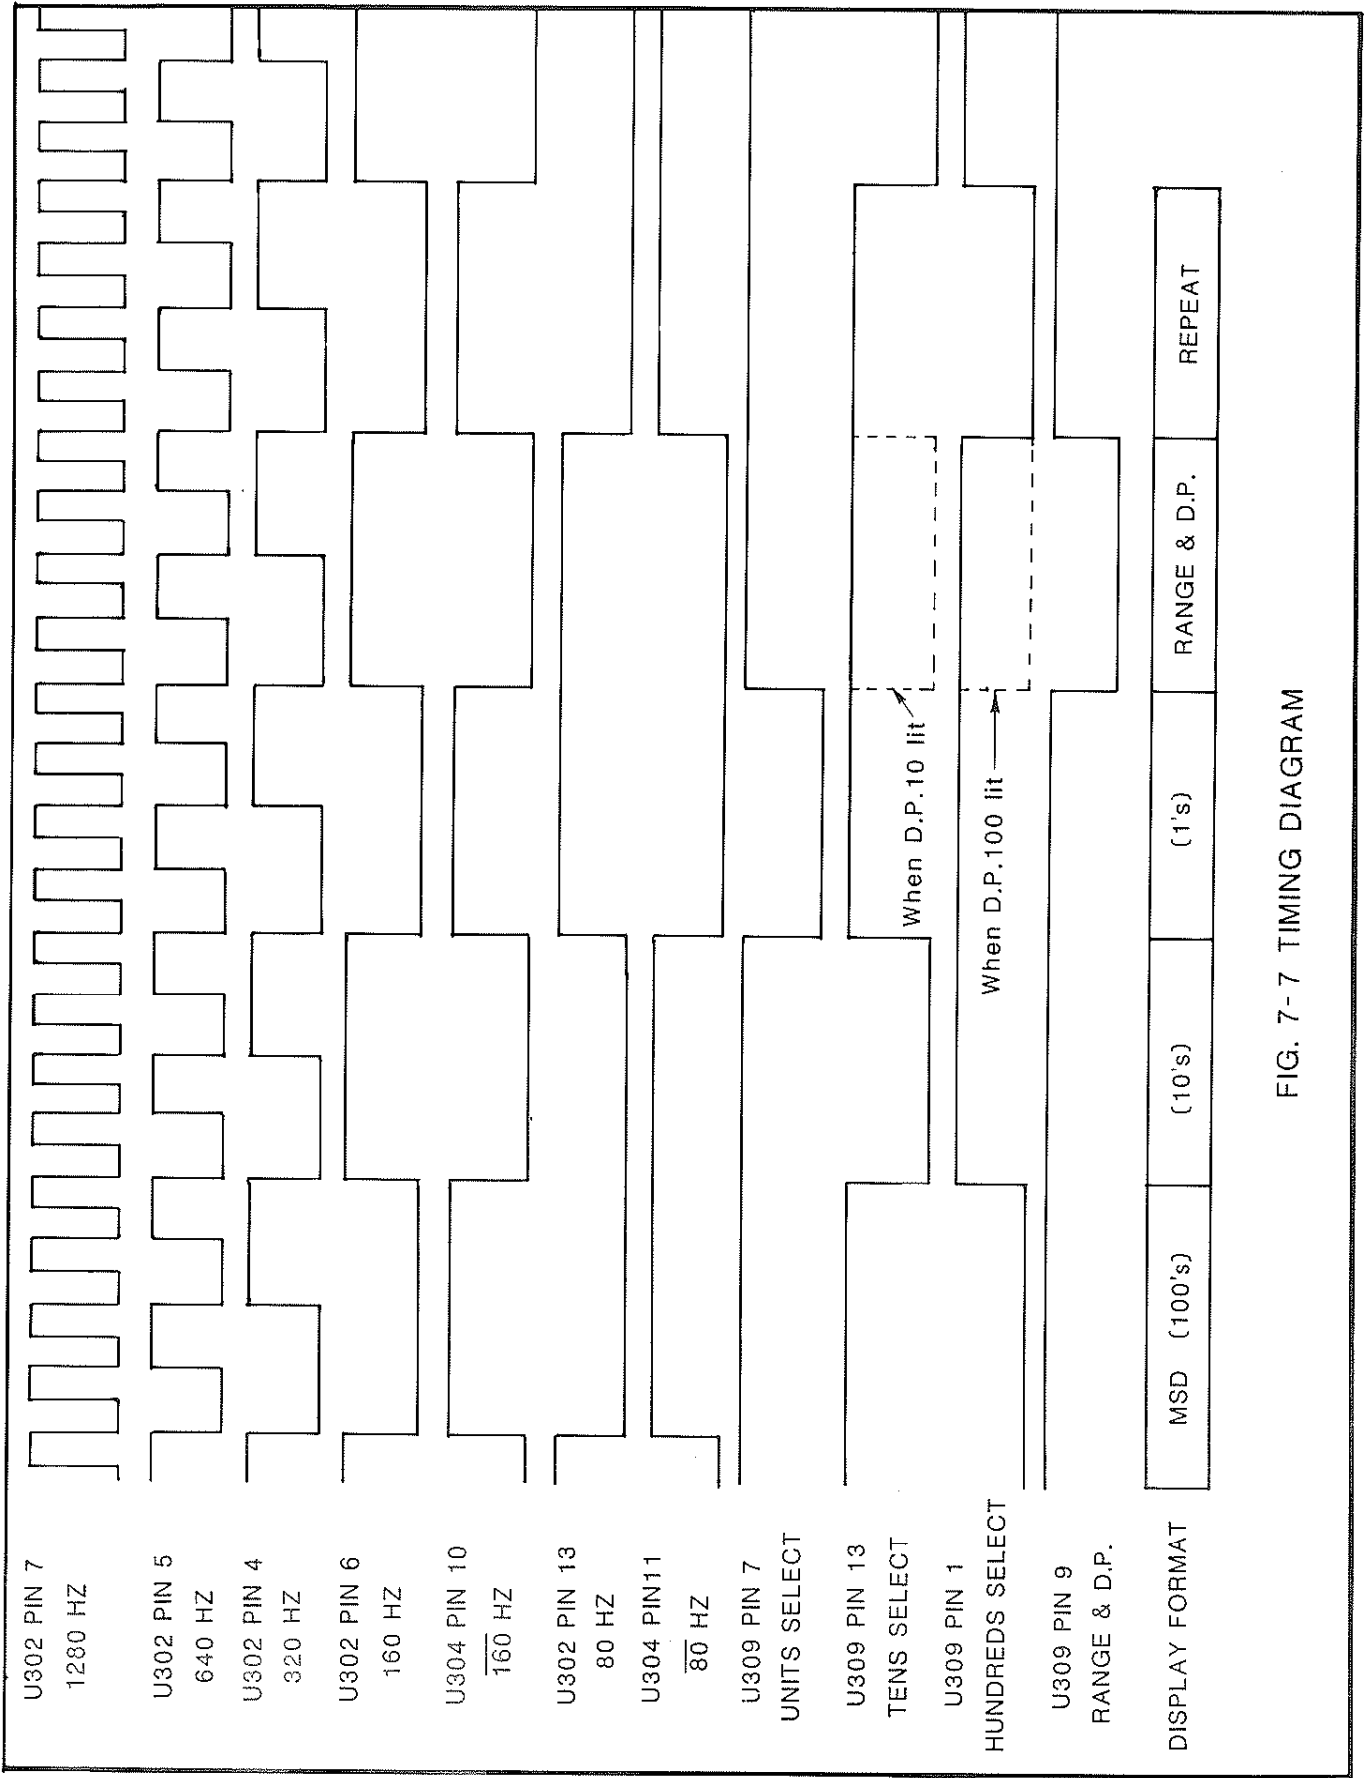 U302 PIN 7
1280 HZ
U302 PIN 5
640 HZ
U302 PIN 4
320 HZ
U302 PIN 6
160 HZ
U304 PIN 10
160 HZ
U302 PIN 13
80 HZ
U304 PIN11
80 HZ
U309 PIN 7
UNITS SELECT
U309 PIN 13
TENS SELECT
When D.P.10 lit
U309 PIN 1
HUNDREDS SELECT
When D.P.100 lit
U309 PIN 9
RANGE & D.P.
DISPLAY FORMAT
MSD (100's)
(10's)
(1's)
RANGE & D.P.
REPEAT
FIG. 7-7 TIMING DIAGRAM